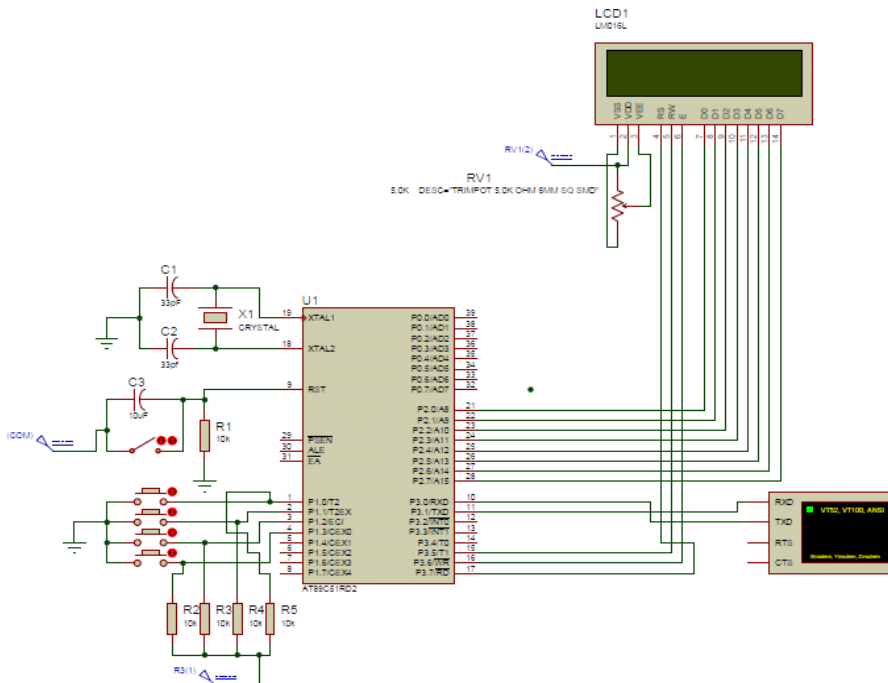 LCD1
LM016L
VSS VDD VEE RS RW E D0 D1 D2 D3 D4 D5 D6 D7
1 2 3 4 5 6 7 8 9 10 11 12 13 14
RV1(2)
RV1
5.0K DESC="TRIMPOT 5.0K OHM 6MM SQ SMD"
C1
33pF
X1
CRYSTAL
C2
33pf
U1
19 XTAL1 P0.0/AD0 39
P0.1/AD1 38
P0.2/AD2 37
18 XTAL2 P0.3/AD3 36
P0.4/AD4 35
P0.5/AD5 34
P0.6/AD6 33
9 RST P0.7/AD7 32
C3
10uF
(COM)
R1
10k
P2.0/A8 21
P2.1/A9 22
P2.2/A10 23
29 PSEN P2.3/A11 24
30 ALE P2.4/A12 25
31 EA P2.5/A13 26
P2.6/A14 27
P2.7/A15 28
1 P1.0/T2 P3.0/RXD 10
2 P1.1/T2EX P3.1/TXD 11
3 P1.2/ECI P3.2/INT0 12
4 P1.3/CEX0 P3.3/INT1 13
5 P1.4/CEX1 P3.4/T0 14
6 P1.5/CEX2 P3.5/T1 15
7 P1.6/CEX3 P3.6/WR 16
8 P1.7/CEX4 P3.7/RD 17
AT89C51RD2
RXD
TXD
RTS
CTS
VT52, VT100, ANSI
Xmodem, Ymodem, Zmodem
R2 R3 R4 R5
10k 10k 10k 10k
R3(1)